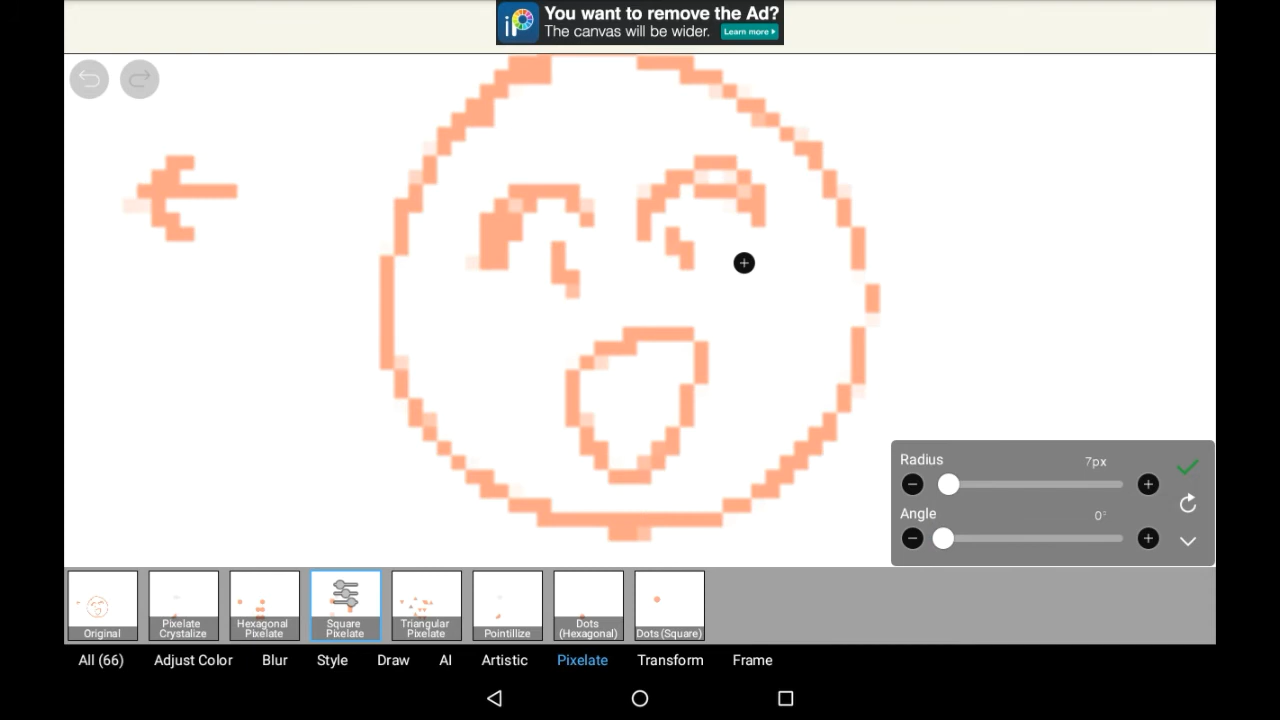 You want to remove the Ad?
The canvas will be wider.
Learn more
Radius
7px
Angle
0°
Original
Pixelate
Crystalize
Hexagonal
Pixelate
Square
Pixelate
Triangular
Pixelate
Pointillize
Dots
(Hexagonal)
Dots (Square)
All (66)
Adjust Color
Blur
Style
Draw
AI
Artistic
Pixelate
Transform
Frame